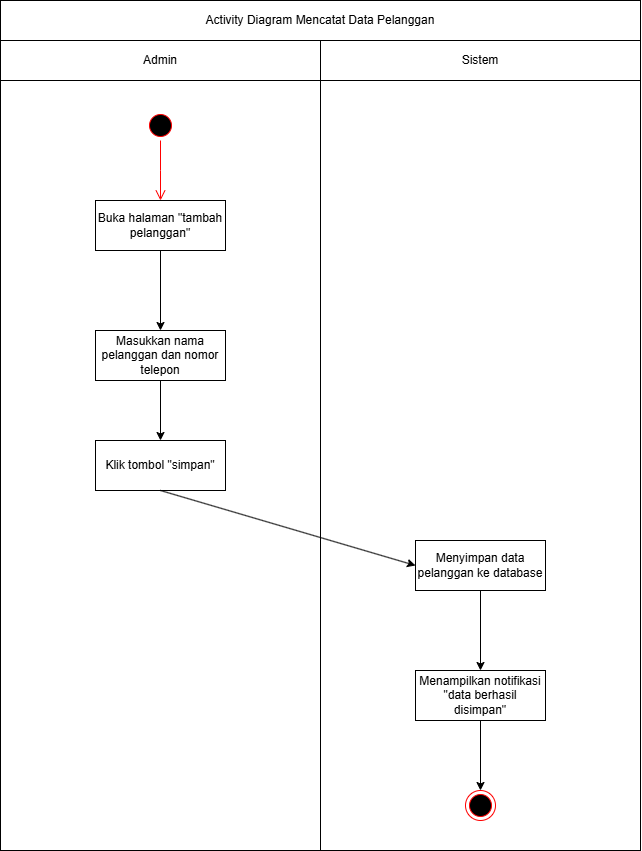 Activity Diagram Mencatat Data Pelanggan
Admin
Sistem
Buka halaman "tambah
pelanggan"
Masukkan nama
pelanggan dan nomor
telepon
Klik tombol "simpan"
Menyimpan data
pelanggan ke database
Menampilkan notifikasi
"data berhasil
disimpan"